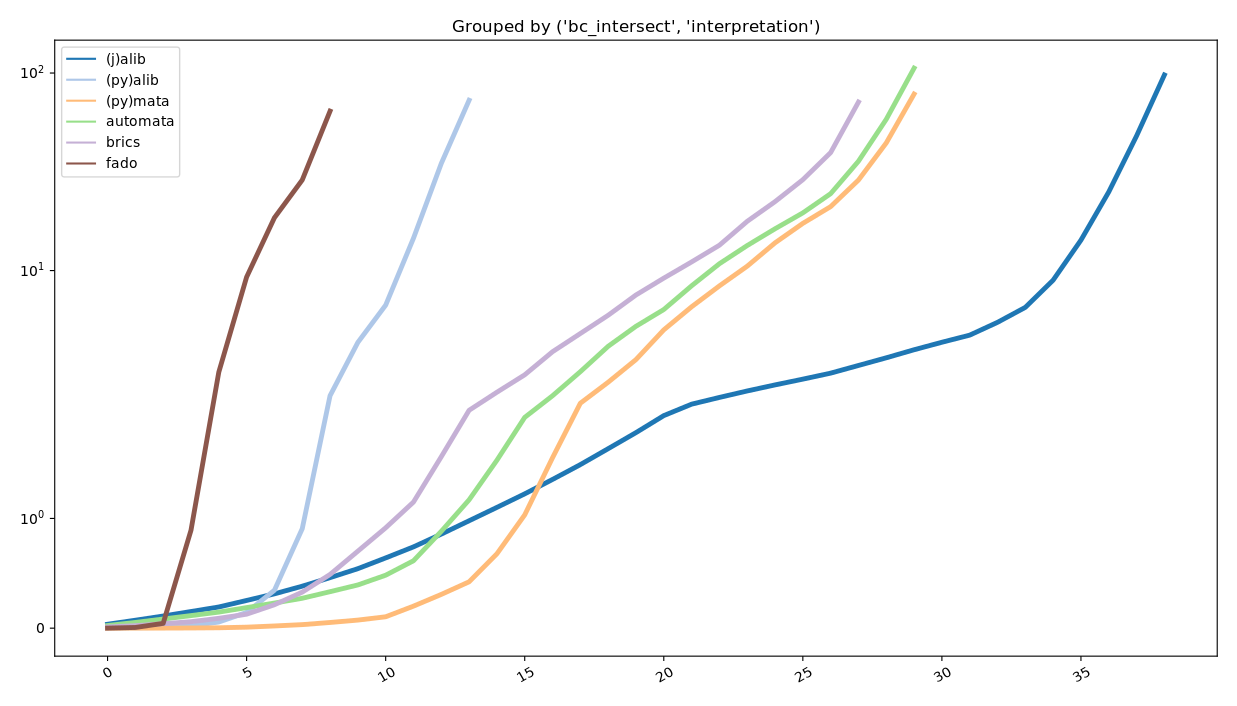 Grouped by ('bc_intersect', 'interpretation')
(j)alib
(py)alib
(py)mata
automata
brics
fado
10²
10¹
10⁰
0
0
5
10
15
20
25
30
35